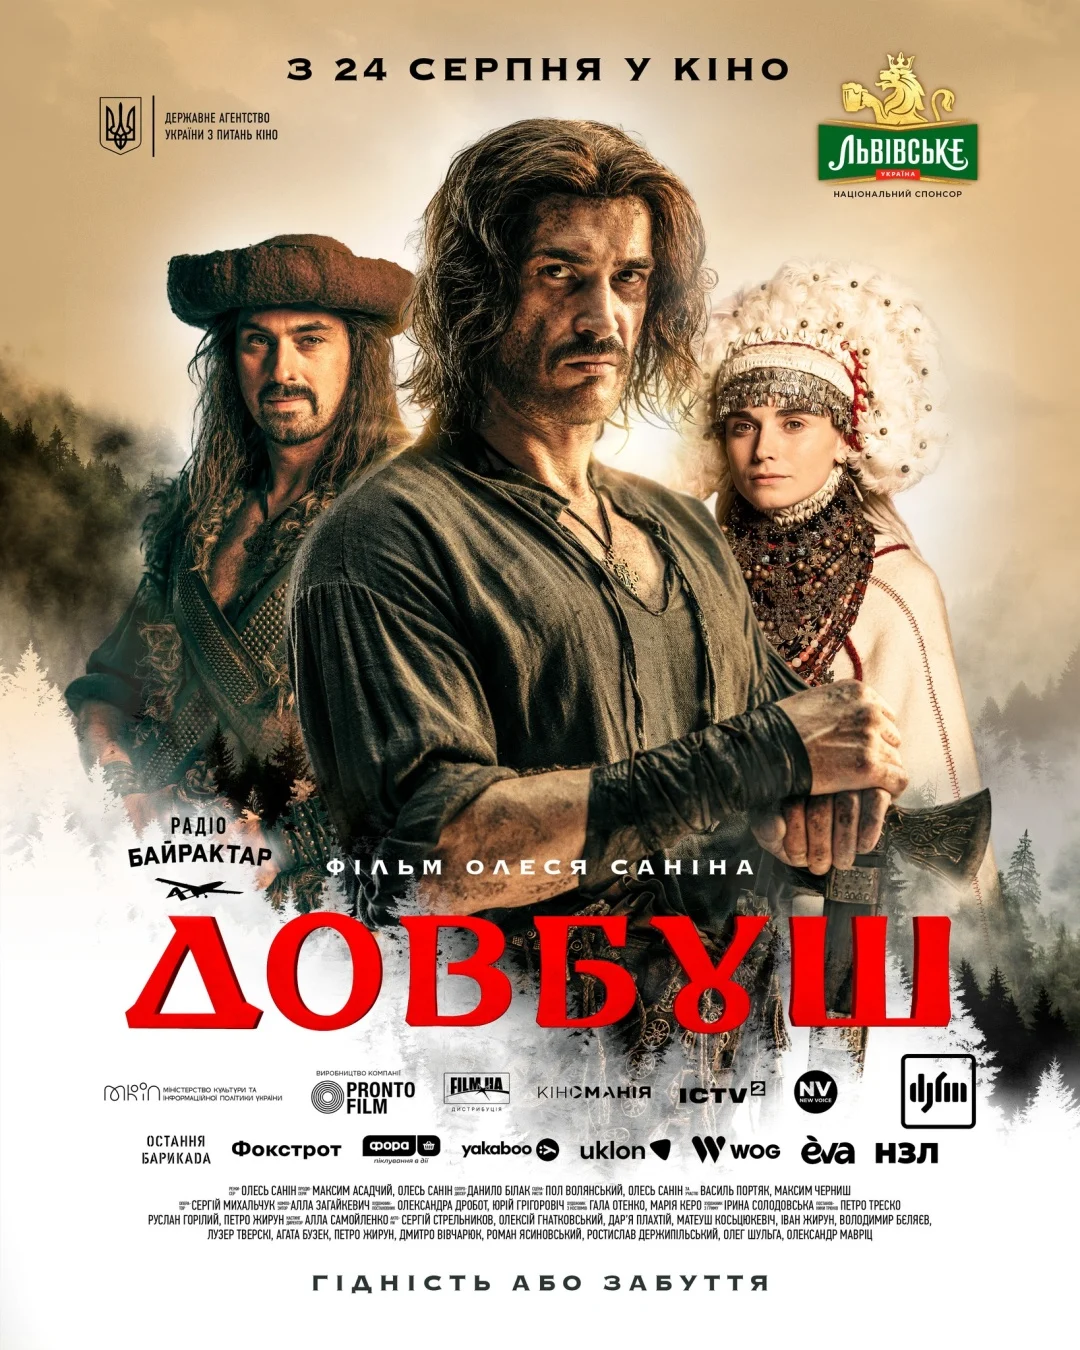 З 24 СЕРПНЯ У КІНО
ДЕРЖАВНЕ АГЕНТСТВО
УКРАЇНИ З ПИТАНЬ КІНО
ЛЬВІВСЬКЕ
УКРАЇНА
НАЦІОНАЛЬНИЙ СПОНСОР
РАДІО
БАЙРАКТАР
ФІЛЬМ ОЛЕСЯ САНІНА
ДОВБУШ
МКІП МІНІСТЕРСТВО КУЛЬТУРИ ТА
ІНФОРМАЦІЙНОЇ ПОЛІТИКИ УКРАЇНИ
ВИРОБНИЦТВО КОМПАНІЇ
PRONTO
FILM
FILM.UA
ДИСТРИБУЦІЯ
КІНОМАНІЯ
ICTV2
NV
NEW VOICE
ОСТАННЯ
БАРИКАДА
Фокстрот
фора
піклування в дії
yakaboo
uklon
WOG
èva
НЗЛ
ОЛЕСЬ САНІН МАКСИМ АСАДЧИЙ, ОЛЕСЬ САНІН ДАНИЛО БІЛАК ПОЛ ВОЛЯНСЬКИЙ, ОЛЕСЬ САНІН ВАСИЛЬ ПОРТЯК, МАКСИМ ЧЕРНИШ
СЕРГІЙ МИХАЛЬЧУК АЛЛА ЗАГАЙКЕВИЧ ОЛЕКСАНДРА ДРОБОТ, ЮРІЙ ГРІГОРОВІЧ ГАЛА ОТЕНКО, МАРІЯ КЕРО ІРИНА СОЛОДОВСЬКА ПЕТРО ТРЕСКО
РУСЛАН ГОРІЛИЙ, ПЕТРО ЖИРУН АЛЛА САМОЙЛЕНКО СЕРГІЙ СТРЕЛЬНИКОВ, ОЛЕКСІЙ ГНАТКОВСЬКИЙ, ДАР'Я ПЛАХТІЙ, МАТЕУШ КОСЬЦЮКЕВІЧ, ІВАН ЖИРУН, ВОЛОДИМИР БЄЛЯЄВ,
ЛУЗЕР ТВЕРСКІ, АГАТА БУЗЕК, ПЕТРО ЖИРУН, ДМИТРО ВІВЧАРЮК, РОМАН ЯСИНОВСЬКИЙ, РОСТИСЛАВ ДЕРЖИПІЛЬСЬКИЙ, ОЛЕГ ШУЛЬГА, ОЛЕКСАНДР МАВРІЦ
ГІДНІСТЬ АБО ЗАБУТТЯ